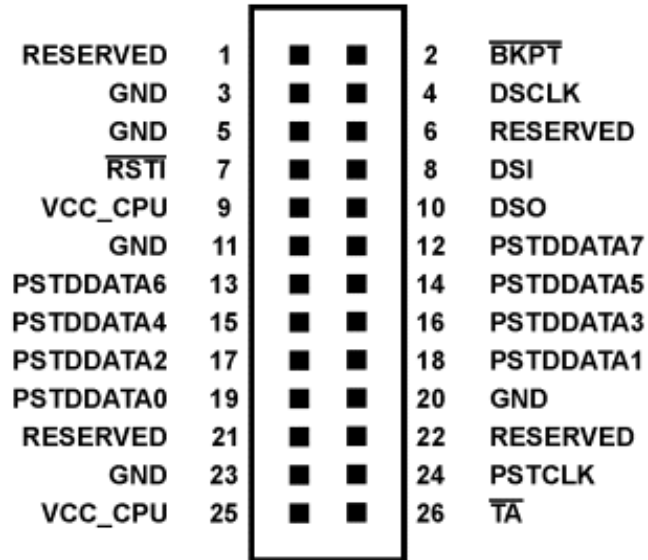 RESERVED 1 2 BKPT
GND 3 4 DSCLK
GND 5 6 RESERVED
RSTI 7 8 DSI
VCC_CPU 9 10 DSO
GND 11 12 PSTDDATA7
PSTDDATA6 13 14 PSTDDATA5
PSTDDATA4 15 16 PSTDDATA3
PSTDDATA2 17 18 PSTDDATA1
PSTDDATA0 19 20 GND
RESERVED 21 22 RESERVED
GND 23 24 PSTCLK
VCC_CPU 25 26 TA